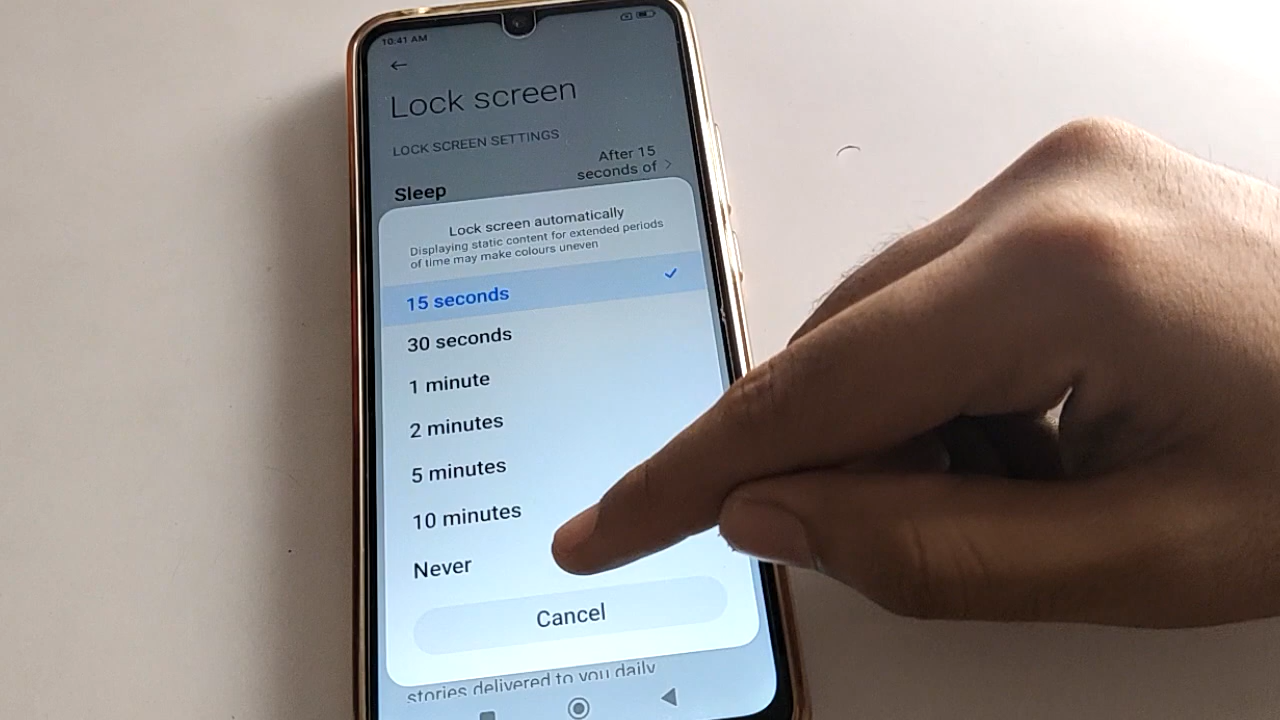 10:41 AM
Lock screen
LOCK SCREEN SETTINGS
After 15
Sleep seconds of
Lock screen automatically
Displaying static content for extended periods
of time may make colours uneven
15 seconds
30 seconds
1 minute
2 minutes
5 minutes
10 minutes
Never
Cancel
stories delivered to you daily